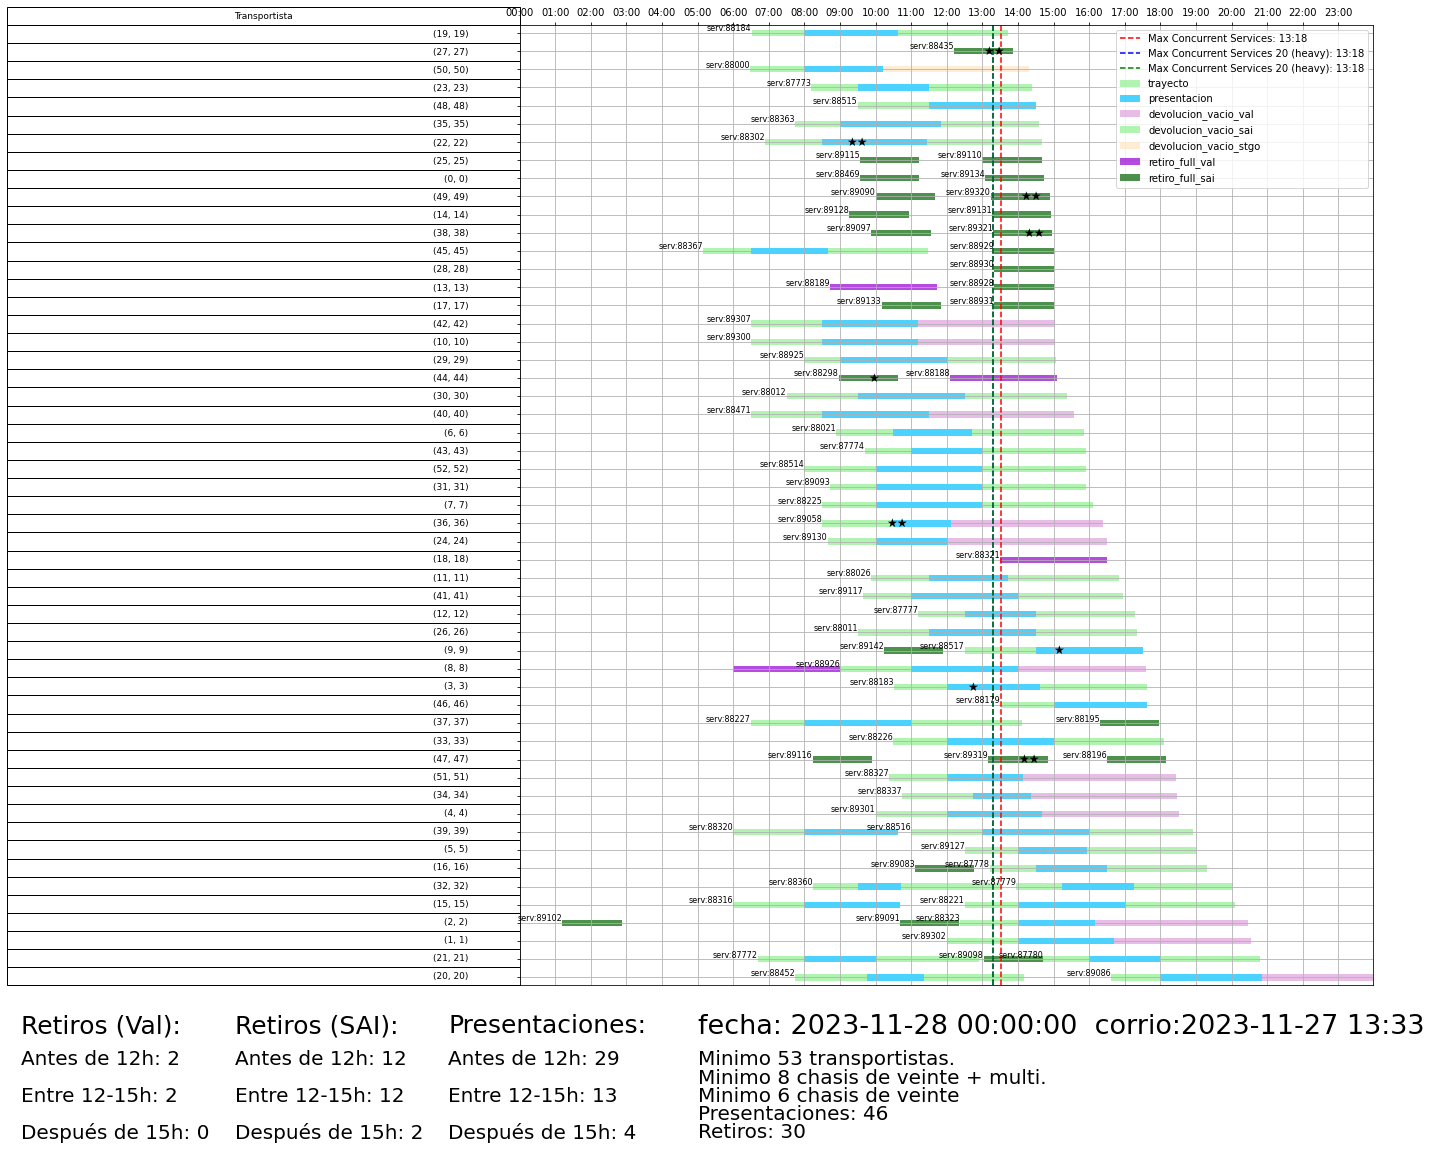 Transportista
00:00 01:00 02:00 03:00 04:00 05:00 06:00 07:00 08:00 09:00 10:00 11:00 12:00 13:00 14:00 15:00 16:00 17:00 18:00 19:00 20:00 21:00 22:00 23:00
Max Concurrent Services: 13:18
Max Concurrent Services 20 (heavy): 13:18
Max Concurrent Services 20 (heavy): 13:18
trayecto
presentacion
devolucion_vacio_val
devolucion_vacio_sai
devolucion_vacio_stgo
retiro_full_val
retiro_full_sai
(19, 19) serv:88184
(27, 27) serv:88435
(50, 50) serv:88000
(23, 23) serv:87773
(48, 48) serv:88515
(35, 35) serv:88363
(22, 22) serv:88302
(25, 25) serv:89115 serv:89110
(0, 0) serv:88469 serv:89134
(49, 49) serv:89090 serv:89320
(14, 14) serv:89128 serv:89131
(38, 38) serv:89097 serv:89321
(45, 45) serv:88367 serv:88929
(28, 28) serv:88930
(13, 13) serv:88189 serv:88928
(17, 17) serv:89133 serv:88931
(42, 42) serv:89307
(10, 10) serv:89300
(29, 29) serv:88925
(44, 44) serv:88298 serv:88188
(30, 30) serv:88012
(40, 40) serv:88471
(6, 6) serv:88021
(43, 43) serv:87774
(52, 52) serv:88514
(31, 31) serv:89093
(7, 7) serv:88225
(36, 36) serv:89058
(24, 24) serv:89130
(18, 18) serv:88321
(11, 11) serv:88026
(41, 41) serv:89117
(12, 12) serv:87777
(26, 26) serv:88011
(9, 9) serv:89142 serv:88517
(8, 8) serv:88926
(3, 3) serv:88183
(46, 46) serv:88179
(37, 37) serv:88227 serv:88195
(33, 33) serv:88226
(47, 47) serv:89116 serv:89319 serv:88196
(51, 51) serv:88327
(34, 34) serv:88337
(4, 4) serv:89301
(39, 39) serv:88320 serv:88516
(5, 5) serv:89127
(16, 16) serv:89083 serv:87778
(32, 32) serv:88360 serv:87779
(15, 15) serv:88316 serv:88221
(2, 2) serv:89102 serv:89091 serv:88323
(1, 1) serv:89302
(21, 21) serv:87772 serv:89098 serv:87780
(20, 20) serv:88452 serv:89086
Retiros (Val):
Antes de 12h: 2
Entre 12-15h: 2
Después de 15h: 0
Retiros (SAI):
Antes de 12h: 12
Entre 12-15h: 12
Después de 15h: 2
Presentaciones:
Antes de 12h: 29
Entre 12-15h: 13
Después de 15h: 4
fecha: 2023-11-28 00:00:00 corrio:2023-11-27 13:33
Minimo 53 transportistas.
Minimo 8 chasis de veinte + multi.
Minimo 6 chasis de veinte
Presentaciones: 46
Retiros: 30